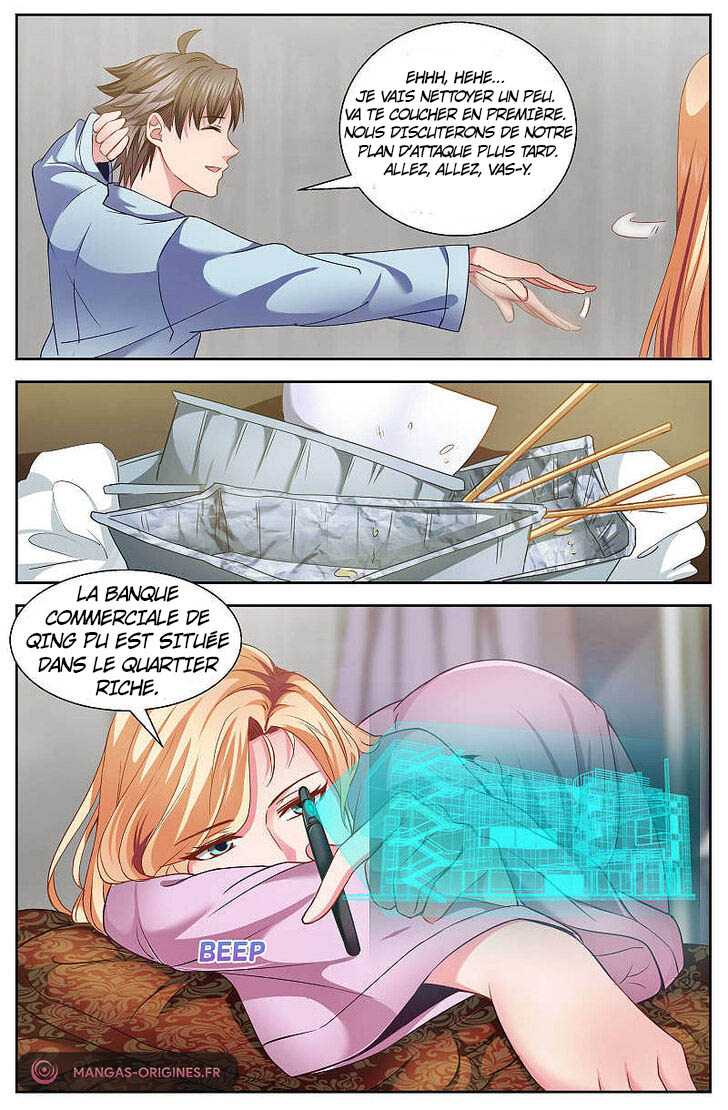 EHHH, HEHE...
JE VAIS NETTOYER UN PEU.
VA TE COUCHER EN PREMIÈRE.
NOUS DISCUTERONS DE NOTRE
PLAN D'ATTAQUE PLUS TARD.
ALLEZ, ALLEZ, VAS-Y.
LA BANQUE
COMMERCIALE DE
QING PU EST SITUÉE
DANS LE QUARTIER
RICHE.
BEEP
MANGAS-ORIGINES.FR